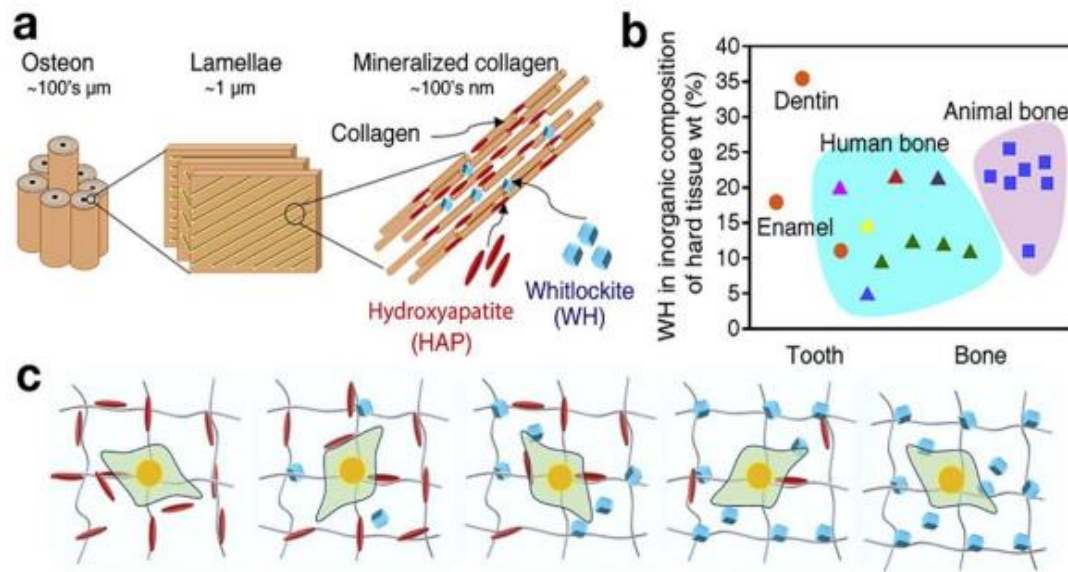 a
Osteon
~100's µm
Lamellae
~1 µm
Mineralized collagen
~100's nm
Collagen
Hydroxyapatite
(HAP)
Whitlockite
(WH)
b
WH in inorganic composition
of hard tissue wt (%)
40
35
30
25
20
15
10
5
0
Dentin
Enamel
Human bone
Animal bone
Tooth
Bone
c